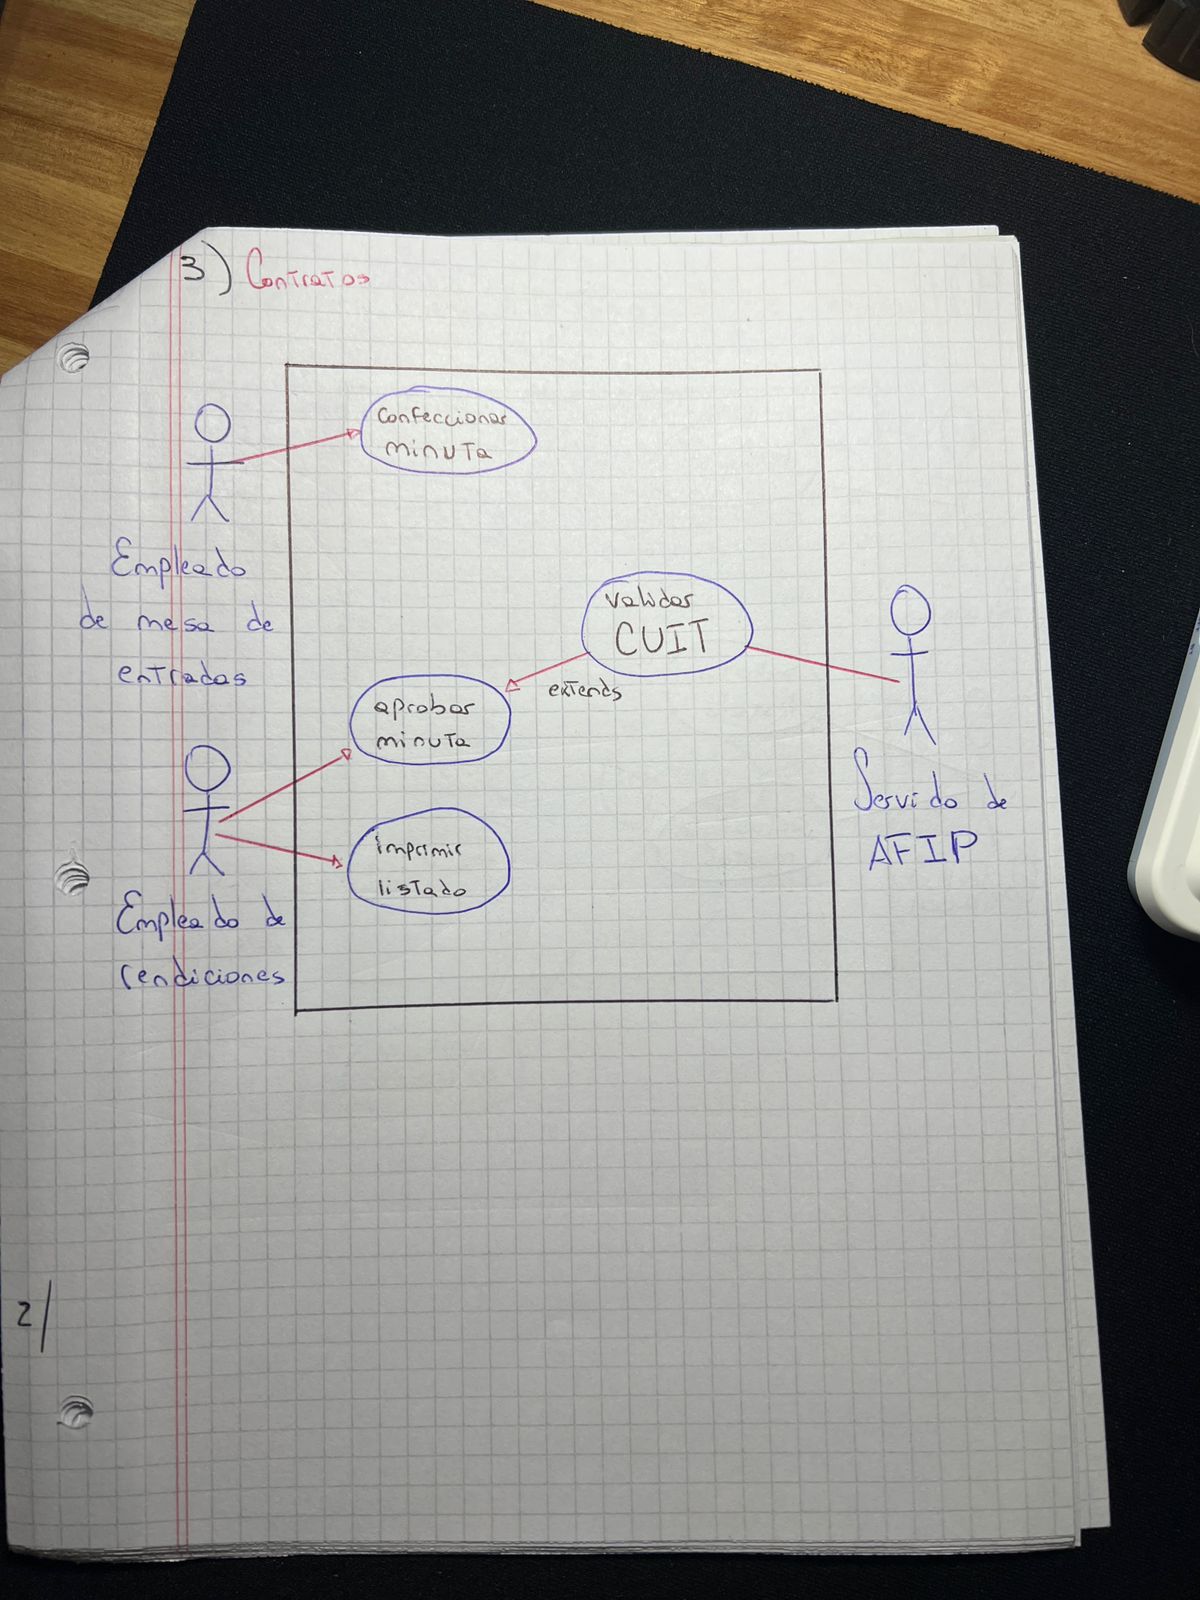 3) Contratos
confeccionar
minuta
Empleado
de mesa de
entradas
validar
CUIT
extends
aprobar
minuta
Servido de
AFIP
imprimir
listado
Empleado de
rendiciones
2/